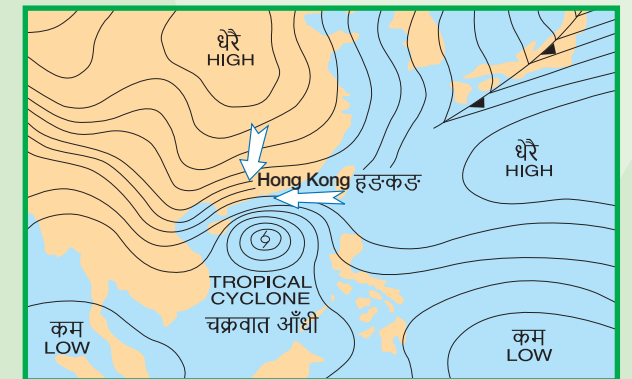 धेरै
HIGH
Hong Kong हङकङ
धेरै
HIGH
TROPICAL
CYCLONE
चक्रवात आँधी
कम
LOW
कम
LOW